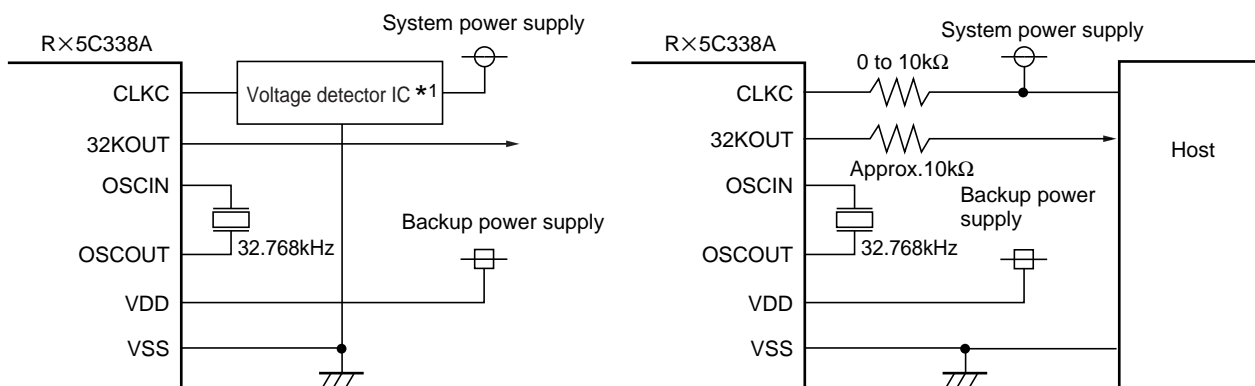 R×5C338A
System power supply
CLKC
Voltage detector IC *1
32KOUT
OSCIN
32.768kHz
OSCOUT
Backup power supply
VDD
VSS
R×5C338A
System power supply
0 to 10kΩ
CLKC
32KOUT
Approx.10kΩ
Host
OSCIN
32.768kHz
OSCOUT
Backup power
supply
VDD
VSS